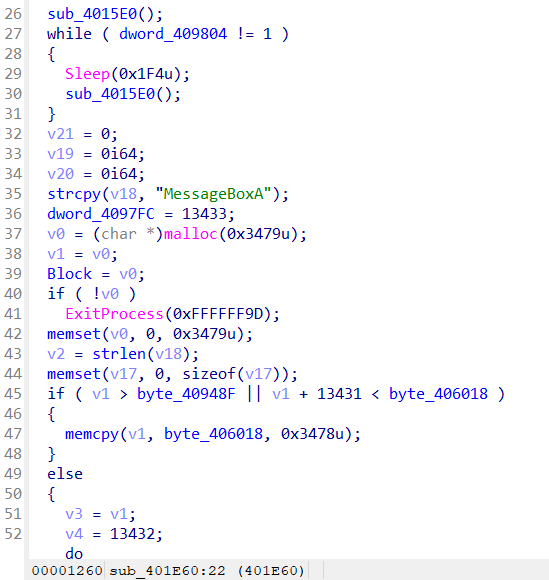 26 sub_4015E0();
27 while ( dword_409804 != 1 )
28 {
29 Sleep(0x1F4u);
30 sub_4015E0();
31 }
32 v21 = 0;
33 v19 = 0i64;
34 v20 = 0i64;
35 strcpy(v18, "MessageBoxA");
36 dword_4097FC = 13433;
37 v0 = (char *)malloc(0x3479u);
38 v1 = v0;
39 Block = v0;
40 if ( !v0 )
41 ExitProcess(0xFFFFFF9D);
42 memset(v0, 0, 0x3479u);
43 v2 = strlen(v18);
44 memset(v17, 0, sizeof(v17));
45 if ( v1 > byte_40948F || v1 + 13431 < byte_406018 )
46 {
47 memcpy(v1, byte_406018, 0x3478u);
48 }
49 else
50 {
51 v3 = v1;
52 v4 = 13432;
do
00001260 sub_401E60:22 (401E60)